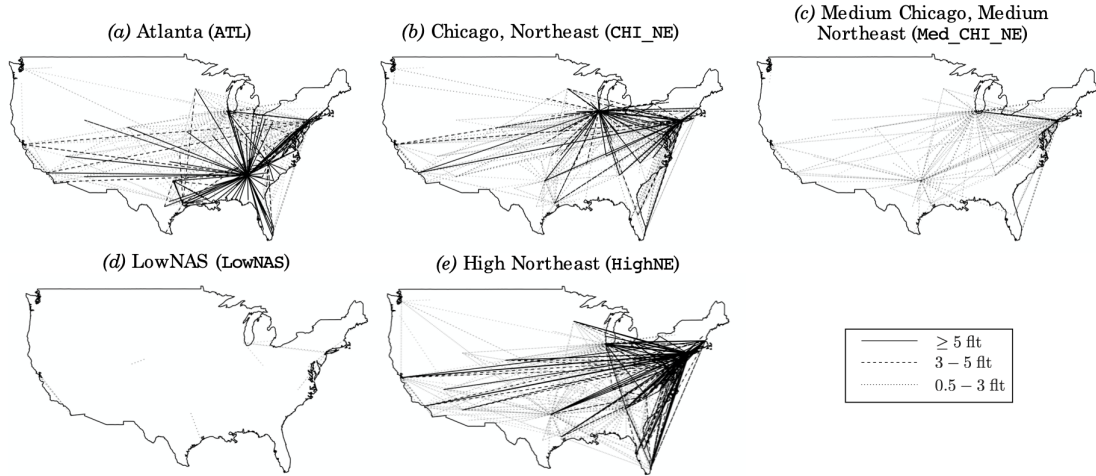 (a) Atlanta (ATL)
(b) Chicago, Northeast (CHI_NE)
(c) Medium Chicago, Medium
Northeast (Med_CHI_NE)
(d) LowNAS (LowNAS)
(e) High Northeast (HighNE)
≥ 5 flt
3 − 5 flt
0.5 − 3 flt